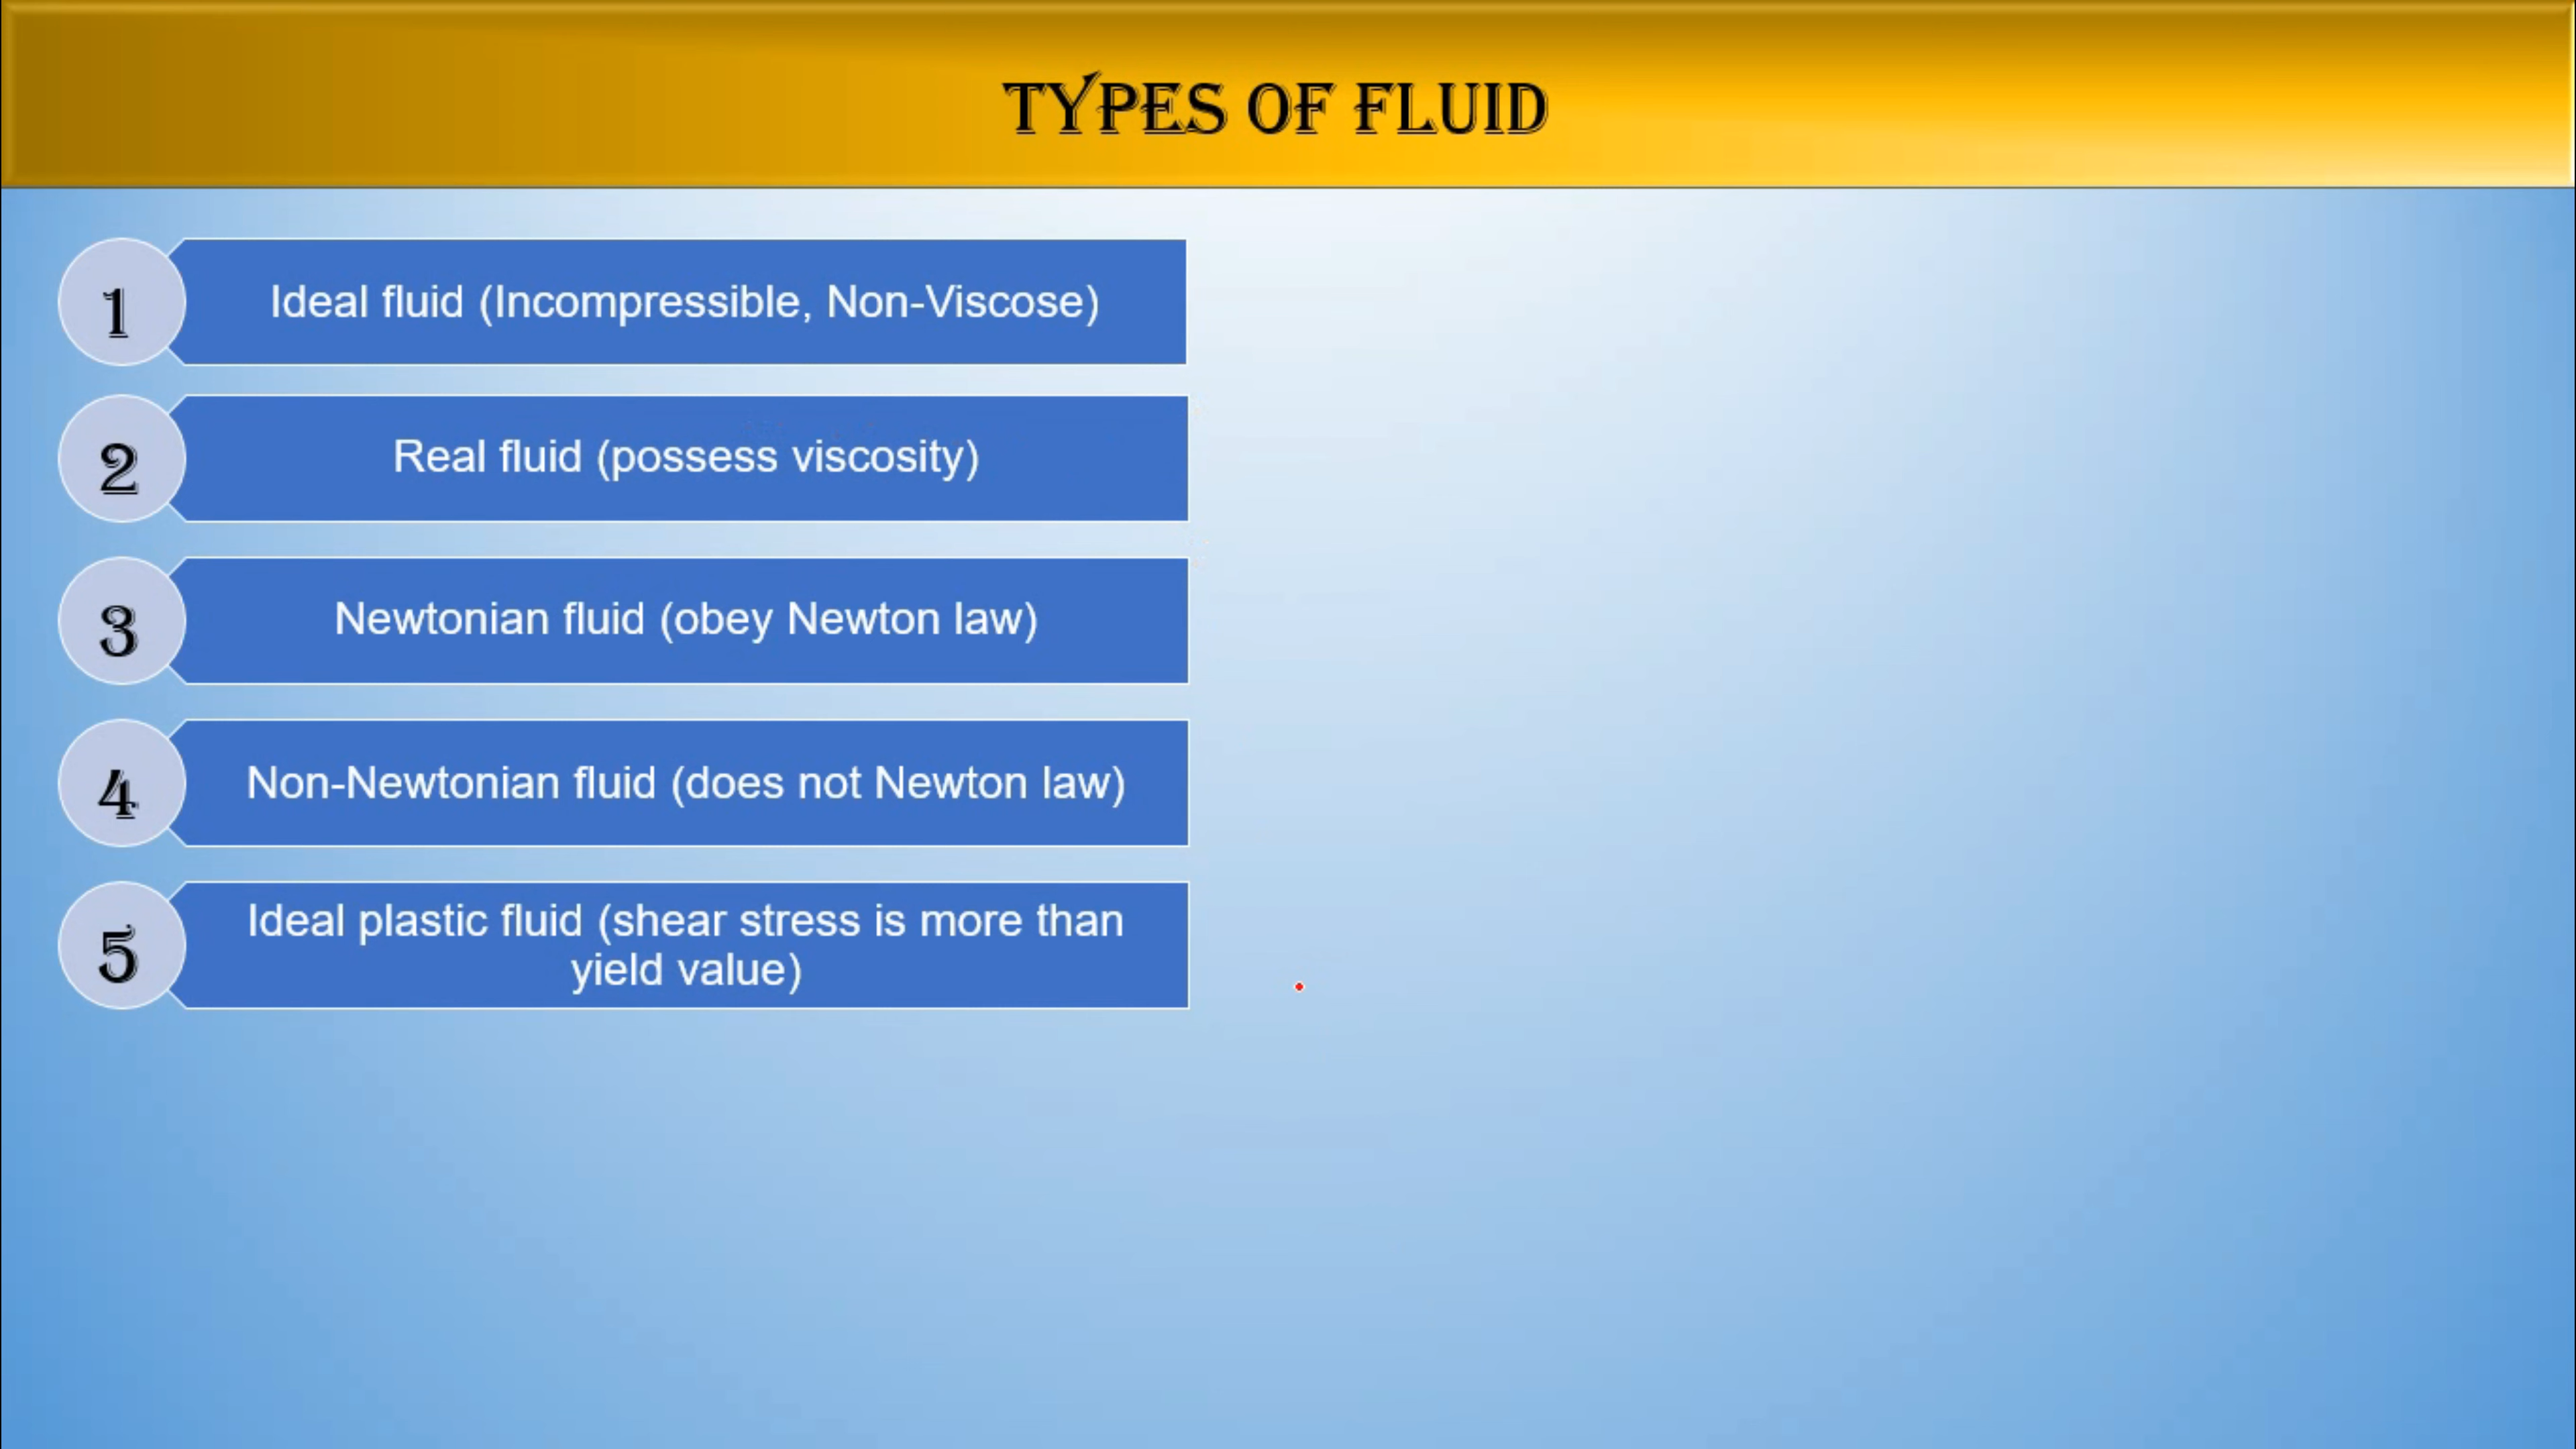 TYPES OF FLUID
1
Ideal fluid (Incompressible, Non-Viscose)
2
Real fluid (possess viscosity)
3
Newtonian fluid (obey Newton law)
4
Non-Newtonian fluid (does not Newton law)
5
Ideal plastic fluid (shear stress is more than
yield value)